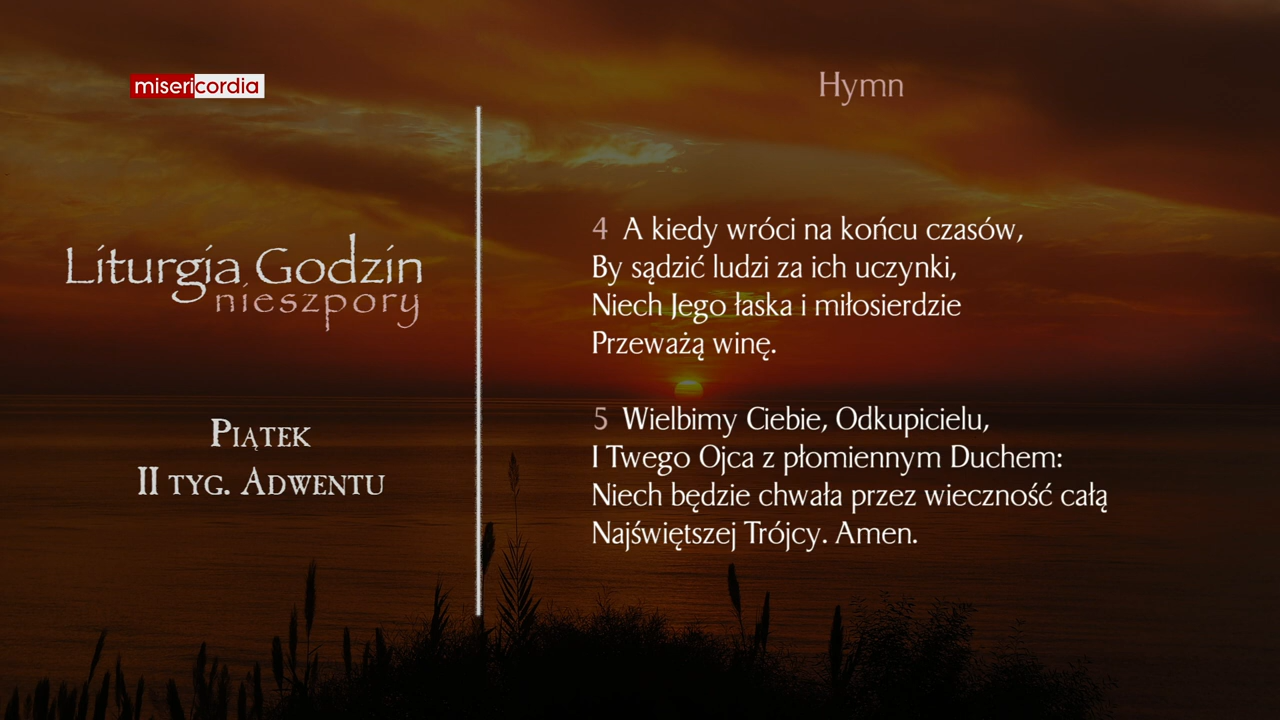 misericordia
Liturgia Godzin
nieszpory
Piątek
II tyg. Adwentu
Hymn
4 A kiedy wróci na końcu czasów,
By sądzić ludzi za ich uczynki,
Niech Jego łaska i miłosierdzie
Przeważą winę.
5 Wielbimy Ciebie, Odkupicielu,
I Twego Ojca z płomiennym Duchem:
Niech będzie chwała przez wieczność całą
Najświętszej Trójcy. Amen.